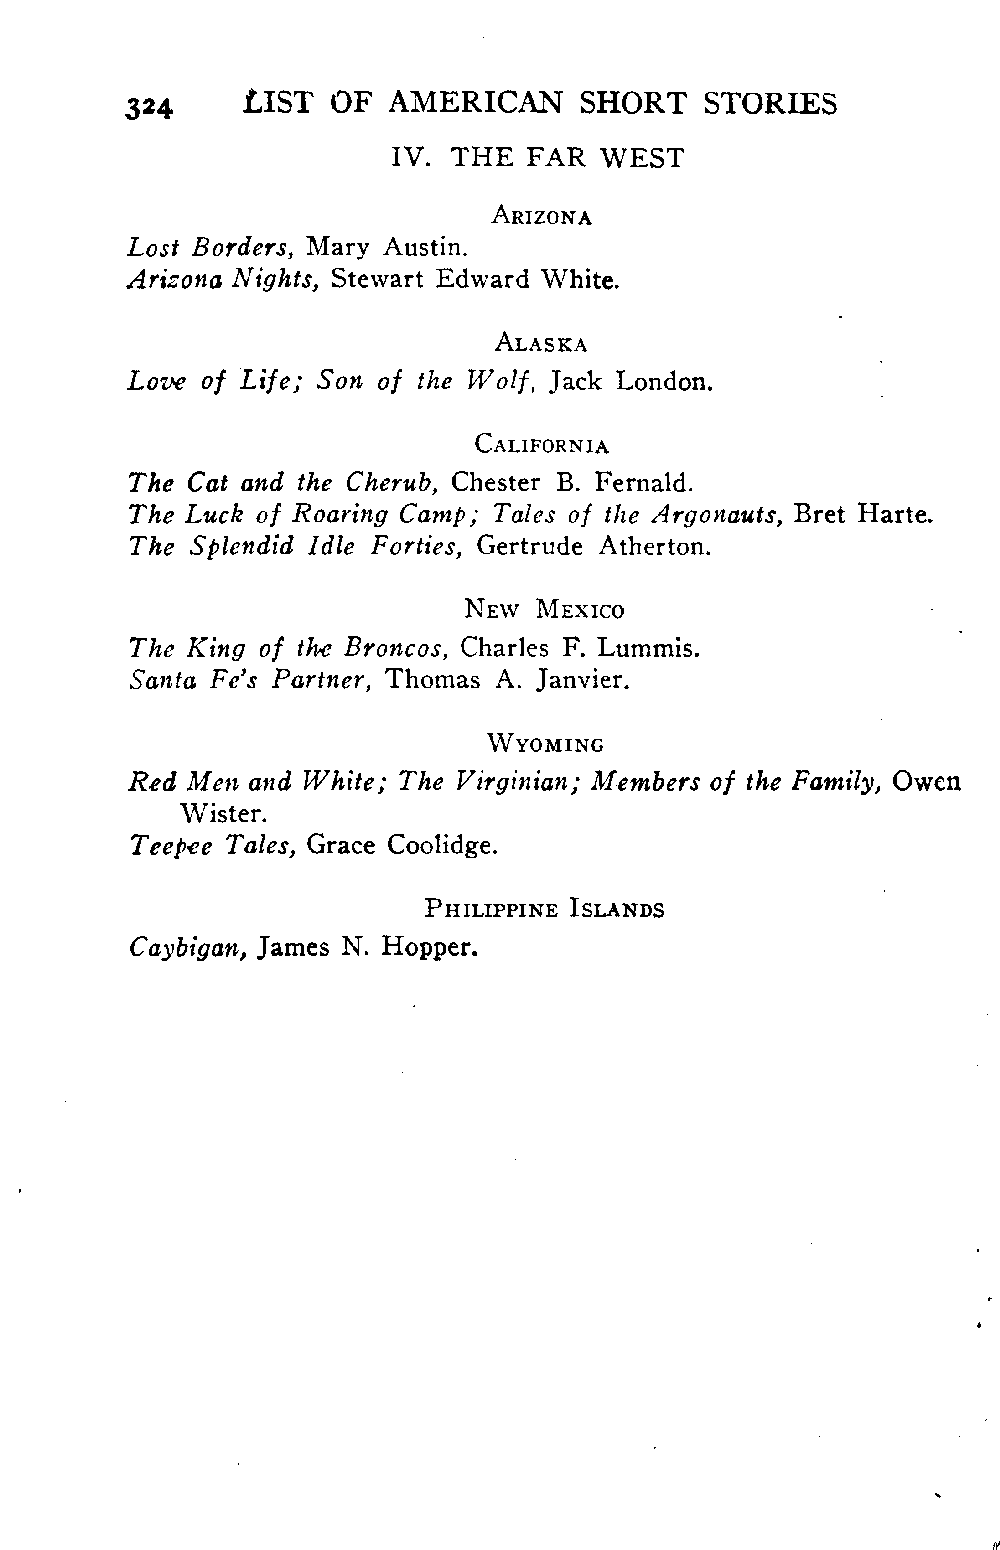 324 LIST OF AMERICAN SHORT STORIES
IV. THE FAR WEST
ARIZONA
Lost Borders, Mary Austin.
Arizona Nights, Stewart Edward White.
ALASKA
Love of Life; Son of the Wolf, Jack London.
CALIFORNIA
The Cat and the Cherub, Chester B. Fernald.
The Luck of Roaring Camp; Tales of the Argonauts, Bret Harte.
The Splendid Idle Forties, Gertrude Atherton.
NEW MEXICO
The King of the Broncos, Charles F. Lummis.
Santa Fe's Partner, Thomas A. Janvier.
WYOMING
Red Men and White; The Virginian; Members of the Family, Owen
Wister.
Teepee Tales, Grace Coolidge.
PHILIPPINE ISLANDS
Caybigan, James N. Hopper.